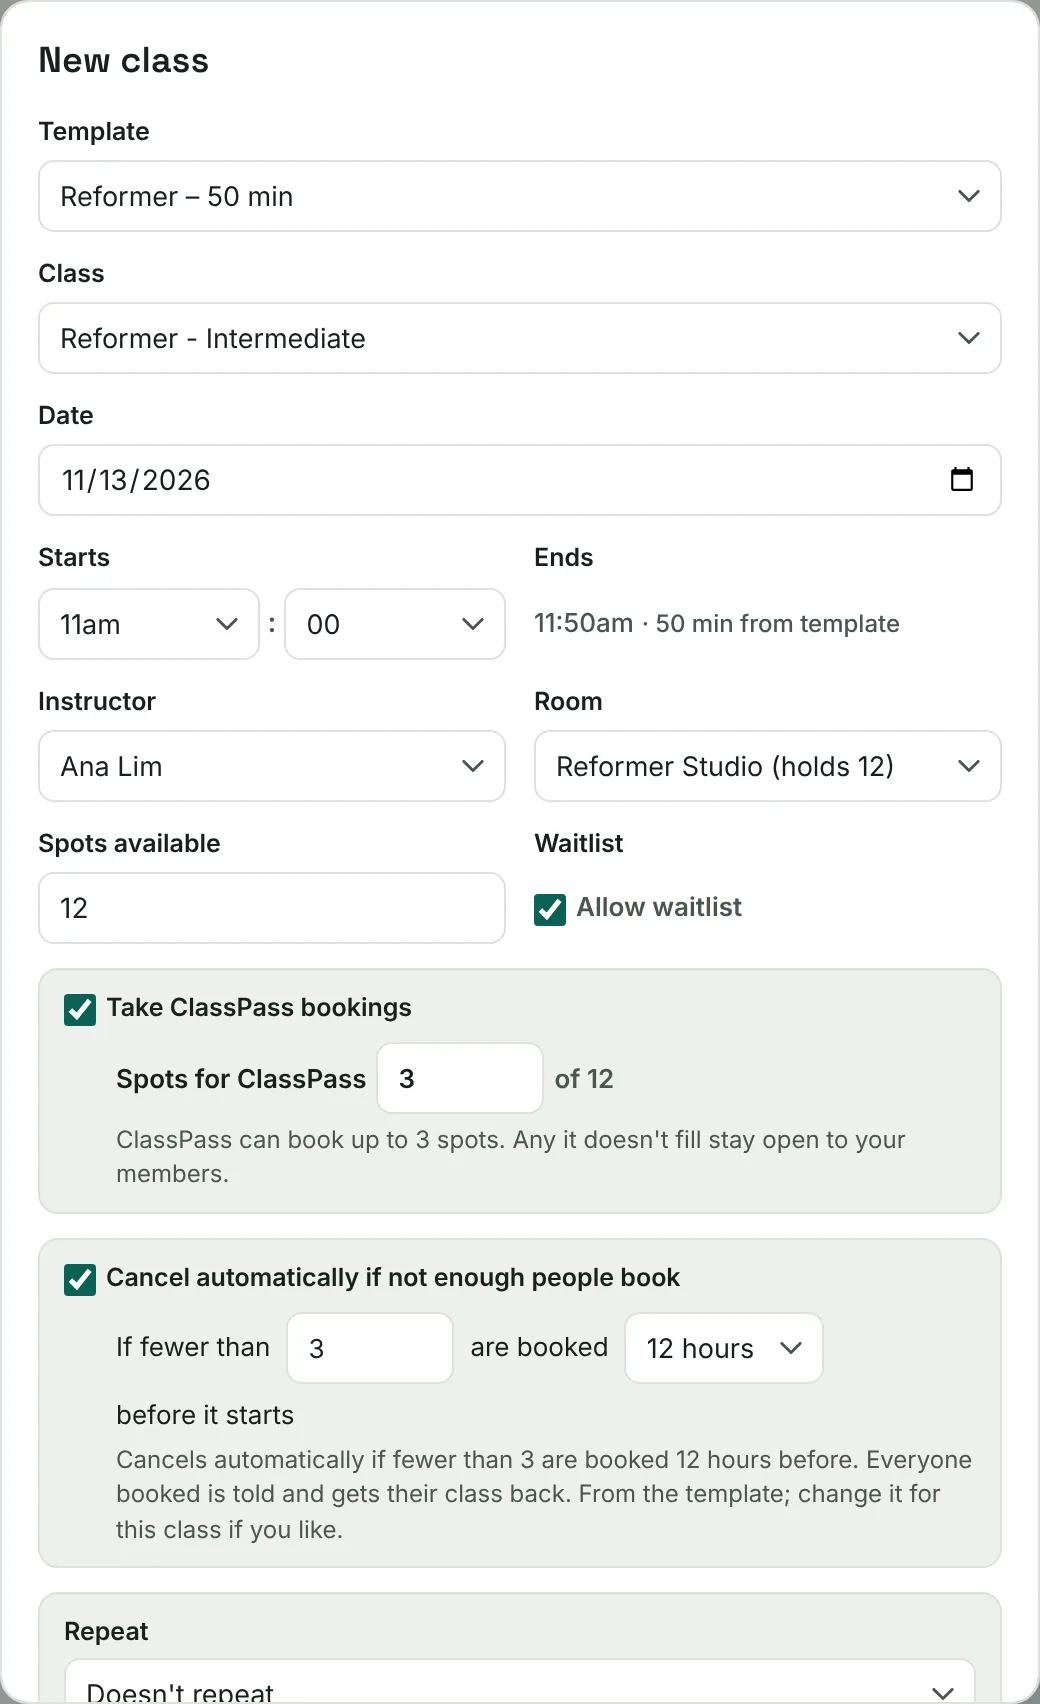 New class
Template
Reformer – 50 min
Class
Reformer - Intermediate
Date
11/13/2026
Starts
Ends
11am : 00
11:50am · 50 min from template
Instructor
Room
Ana Lim
Reformer Studio (holds 12)
Spots available
Waitlist
12
Allow waitlist
Take ClassPass bookings
Spots for ClassPass 3 of 12
ClassPass can book up to 3 spots. Any it doesn't fill stay open to your
members.
Cancel automatically if not enough people book
If fewer than 3 are booked 12 hours
before it starts
Cancels automatically if fewer than 3 are booked 12 hours before. Everyone
booked is told and gets their class back. From the template; change it for
this class if you like.
Repeat
Doesn't repeat